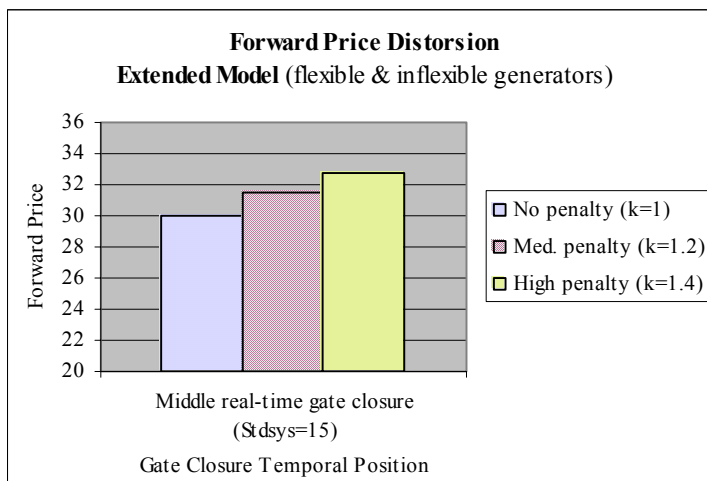 Forward Price Distorsion
Extended Model (flexible & inflexible generators)
36
34
32
30
28
26
24
22
20
Forward Price
Middle real-time gate closure
(Stdsys=15)
Gate Closure Temporal Position
No penalty (k=1)
Med. penalty (k=1.2)
High penalty (k=1.4)